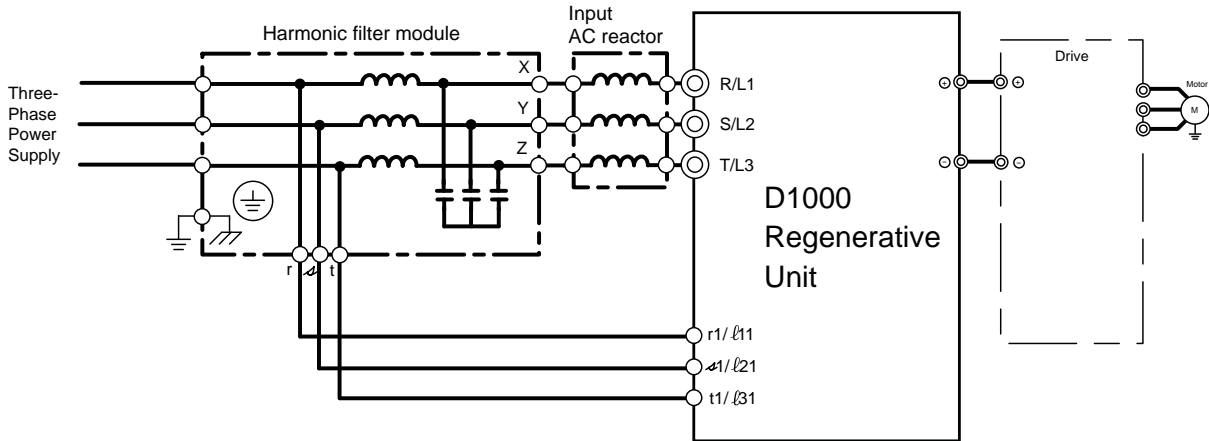 Input
AC reactor
Harmonic filter module
Drive
Three-
Phase
Power
Supply
X
Y
Z
R/L1
S/L2
T/L3
+
+
−
−
Motor
M
D1000
Regenerative
Unit
r
s
t
r1/ℓ11
s1/ℓ21
t1/ℓ31